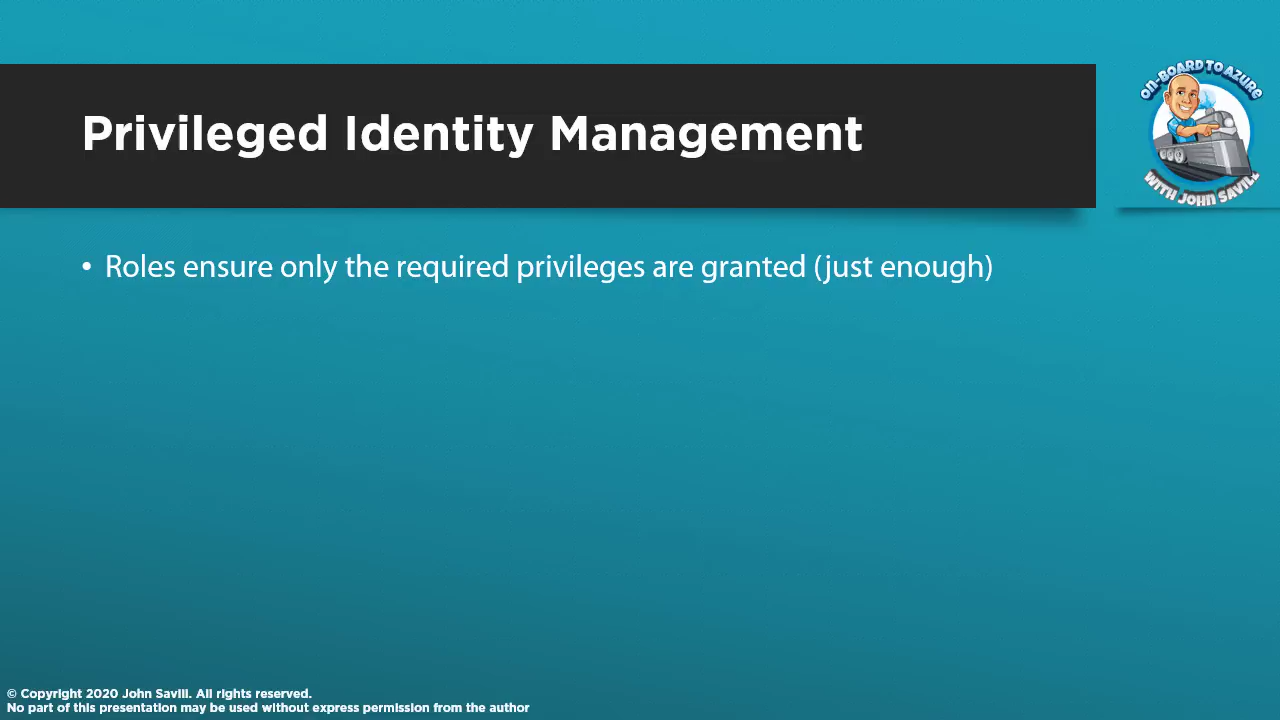 ON-BOARD TO AZURE
Privileged Identity Management
WITH JOHN SAVILL
• Roles ensure only the required privileges are granted (just enough)
© Copyright 2020 John Savill. All rights reserved.
No part of this presentation may be used without express permission from the author